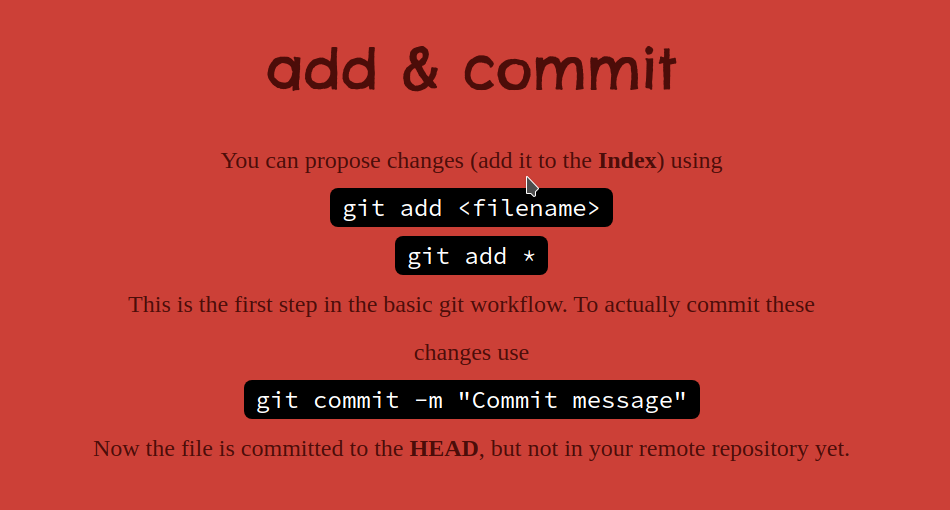 add & commit
You can propose changes (add it to the Index) using
git add <filename>
git add *
This is the first step in the basic git workflow. To actually commit these
changes use
git commit -m "Commit message"
Now the file is committed to the HEAD, but not in your remote repository yet.